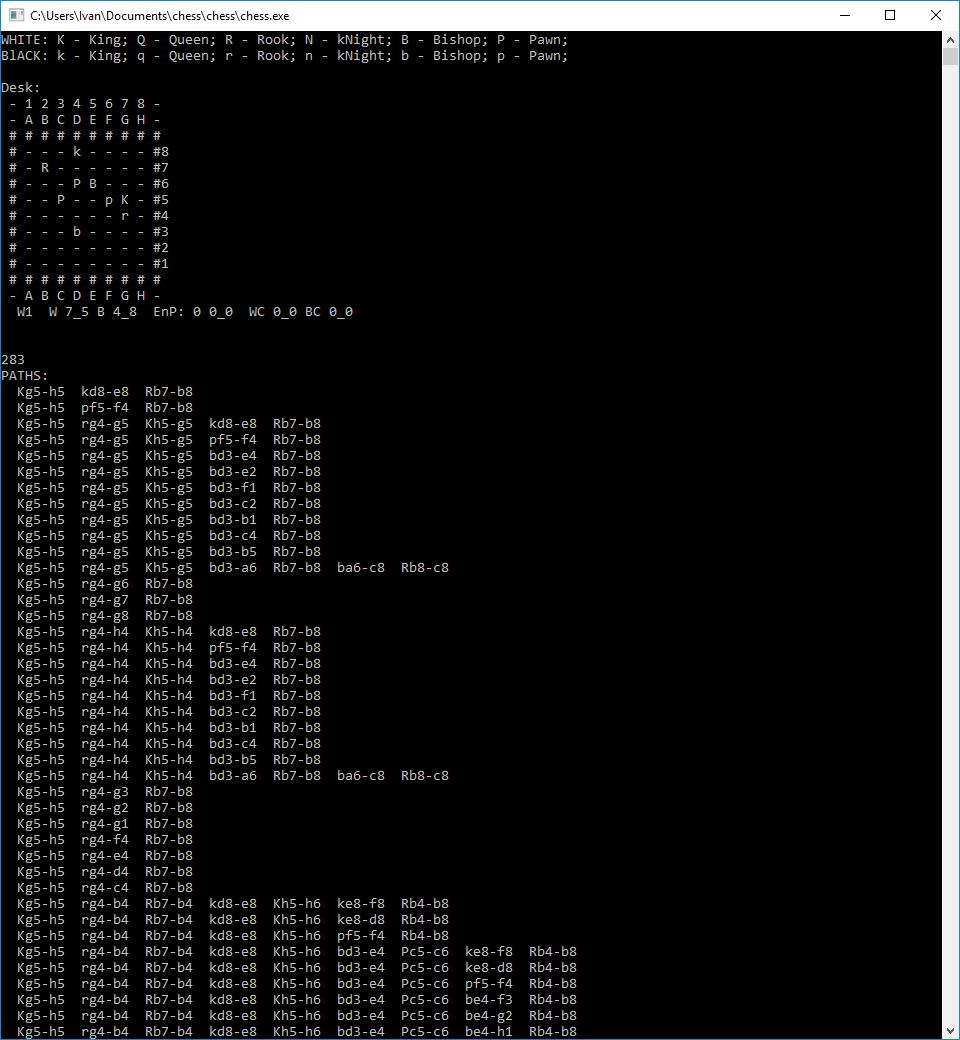 C:\Users\Ivan\Documents\chess\chess\chess.exe
WHITE: K - King; Q - Queen; R - Rook; N - kNight; B - Bishop; P - Pawn;
BlACK: k - King; q - Queen; r - Rook; n - kNight; b - Bishop; p - Pawn;
Desk:
- 1 2 3 4 5 6 7 8 -
- A B C D E F G H -
# # # # # # # # # #
# - - - k - - - - #8
# - R - - - - - - #7
# - - - P B - - - #6
# - - P - - p K - #5
# - - - - - - r - #4
# - - - b - - - - #3
# - - - - - - - - #2
# - - - - - - - - #1
# # # # # # # # # #
- A B C D E F G H -
W1  W 7_5 B 4_8  EnP: 0 0_0  WC 0_0 BC 0_0
283
PATHS:
Kg5-h5  kd8-e8  Rb7-b8
Kg5-h5  pf5-f4  Rb7-b8
Kg5-h5  rg4-g5  Kh5-g5  kd8-e8  Rb7-b8
Kg5-h5  rg4-g5  Kh5-g5  pf5-f4  Rb7-b8
Kg5-h5  rg4-g5  Kh5-g5  bd3-e4  Rb7-b8
Kg5-h5  rg4-g5  Kh5-g5  bd3-e2  Rb7-b8
Kg5-h5  rg4-g5  Kh5-g5  bd3-f1  Rb7-b8
Kg5-h5  rg4-g5  Kh5-g5  bd3-c2  Rb7-b8
Kg5-h5  rg4-g5  Kh5-g5  bd3-b1  Rb7-b8
Kg5-h5  rg4-g5  Kh5-g5  bd3-c4  Rb7-b8
Kg5-h5  rg4-g5  Kh5-g5  bd3-b5  Rb7-b8
Kg5-h5  rg4-g5  Kh5-g5  bd3-a6  Rb7-b8  ba6-c8  Rb8-c8
Kg5-h5  rg4-g6  Rb7-b8
Kg5-h5  rg4-g7  Rb7-b8
Kg5-h5  rg4-g8  Rb7-b8
Kg5-h5  rg4-h4  Kh5-h4  kd8-e8  Rb7-b8
Kg5-h5  rg4-h4  Kh5-h4  pf5-f4  Rb7-b8
Kg5-h5  rg4-h4  Kh5-h4  bd3-e4  Rb7-b8
Kg5-h5  rg4-h4  Kh5-h4  bd3-e2  Rb7-b8
Kg5-h5  rg4-h4  Kh5-h4  bd3-f1  Rb7-b8
Kg5-h5  rg4-h4  Kh5-h4  bd3-c2  Rb7-b8
Kg5-h5  rg4-h4  Kh5-h4  bd3-b1  Rb7-b8
Kg5-h5  rg4-h4  Kh5-h4  bd3-c4  Rb7-b8
Kg5-h5  rg4-h4  Kh5-h4  bd3-b5  Rb7-b8
Kg5-h5  rg4-h4  Kh5-h4  bd3-a6  Rb7-b8  ba6-c8  Rb8-c8
Kg5-h5  rg4-g3  Rb7-b8
Kg5-h5  rg4-g2  Rb7-b8
Kg5-h5  rg4-g1  Rb7-b8
Kg5-h5  rg4-f4  Rb7-b8
Kg5-h5  rg4-e4  Rb7-b8
Kg5-h5  rg4-d4  Rb7-b8
Kg5-h5  rg4-c4  Rb7-b8
Kg5-h5  rg4-b4  Rb7-b4  kd8-e8  Kh5-h6  ke8-f8  Rb4-b8
Kg5-h5  rg4-b4  Rb7-b4  kd8-e8  Kh5-h6  ke8-d8  Rb4-b8
Kg5-h5  rg4-b4  Rb7-b4  kd8-e8  Kh5-h6  pf5-f4  Rb4-b8
Kg5-h5  rg4-b4  Rb7-b4  kd8-e8  Kh5-h6  bd3-e4  Pc5-c6  ke8-f8  Rb4-b8
Kg5-h5  rg4-b4  Rb7-b4  kd8-e8  Kh5-h6  bd3-e4  Pc5-c6  ke8-d8  Rb4-b8
Kg5-h5  rg4-b4  Rb7-b4  kd8-e8  Kh5-h6  bd3-e4  Pc5-c6  pf5-f4  Rb4-b8
Kg5-h5  rg4-b4  Rb7-b4  kd8-e8  Kh5-h6  bd3-e4  Pc5-c6  be4-f3  Rb4-b8
Kg5-h5  rg4-b4  Rb7-b4  kd8-e8  Kh5-h6  bd3-e4  Pc5-c6  be4-g2  Rb4-b8
Kg5-h5  rg4-b4  Rb7-b4  kd8-e8  Kh5-h6  bd3-e4  Pc5-c6  be4-h1  Rb4-b8